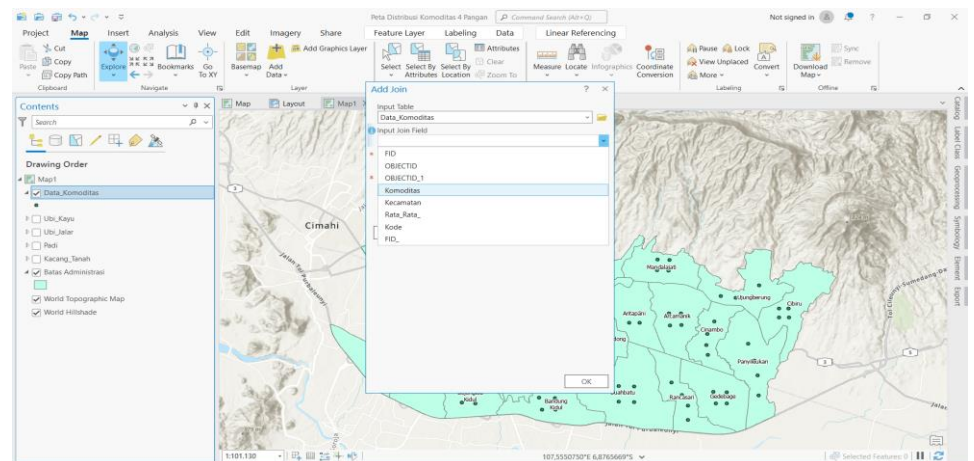 Peta Distribusi Komoditas 4 Pangan
Command Search (Alt+Q)
Not signed in
Project Map Insert Analysis View Edit Imagery Share Feature Layer Labeling Data Linear Referencing
Paste
Cut
Copy
Copy Path
Clipboard
Explore
Bookmarks
Go To XY
Navigate
Basemap
Add Data
Add Graphics Layer
Layer
Select
Select By Attributes
Select By Location
Attributes
Clear
Zoom To
Measure
Locate
Infographics
Coordinate Conversion
Pause
Lock
View Unplaced
More
Convert
Labeling
Download Map
Sync
Remove
Offline
Contents
Search
Drawing Order
Map1
Data_Komoditas
Ubi_Kayu
Ubi_Jalar
Padi
Kacang_Tanah
Batas Administrasi
World Topographic Map
World Hillshade
Map Layout Map1
Add Join
Input Table
Data_Komoditas
Input Join Field
FID
OBJECTID
OBJECTID_1
Komoditas
Kecamatan
Rata_Rata_
Kode
FID_
OK
Cimahi
Mandalajati
Ujungberung
Cibiru
Antapani
Arcamanik
Cinambo
Panyileukan
Rancasari
Gedebage
Bandung Kidul
Kidul
1:101.130
107,5550730°E 6,8765669°S
Selected Features: 0
Catalog
Label Class
Geoprocessing
Symbology
Element
Export